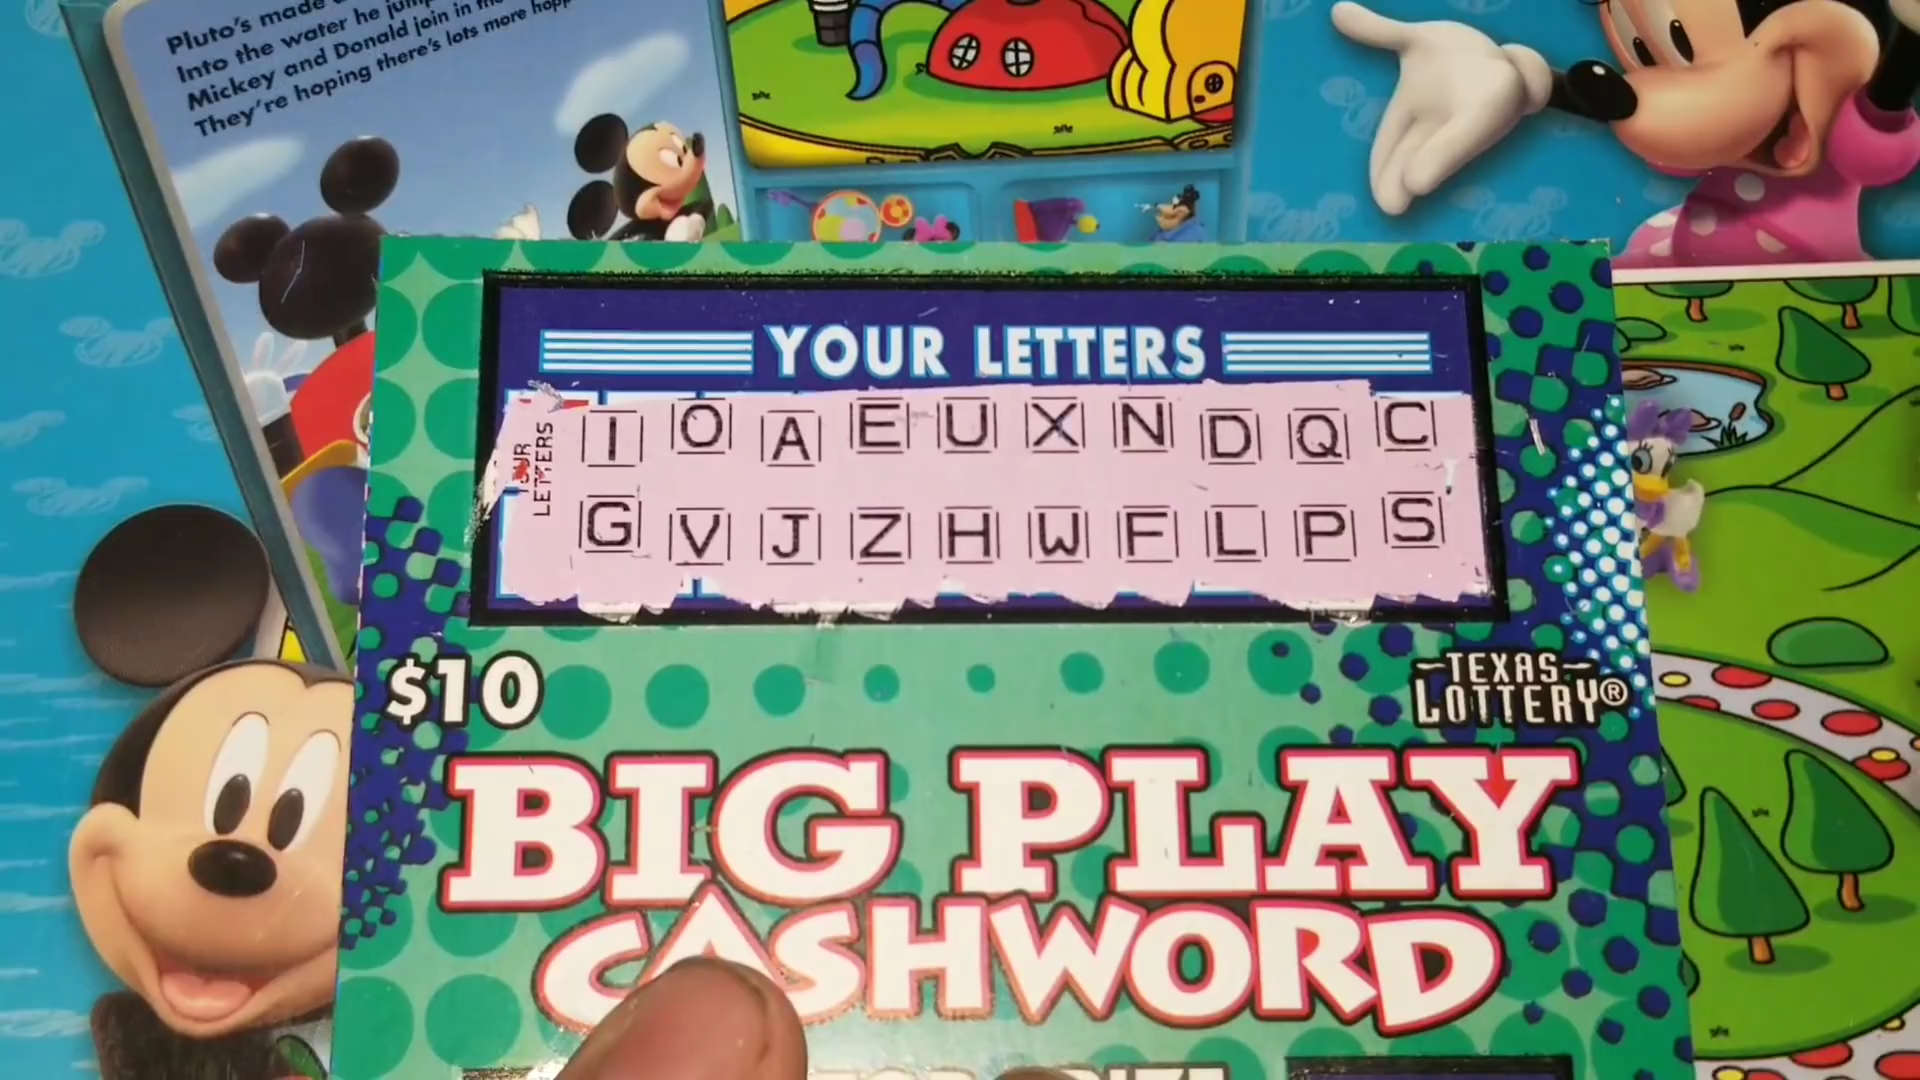 Pluto's made
Into the water he jum
Mickey and Donald join in the
They're hoping there's lots more hopp
YOUR LETTERS
YOUR
LETTERS
I O A E U X N D Q C
G V J Z H W F L P S
$10
TEXAS
LOTTERY®
BIG PLAY
CASHWORD